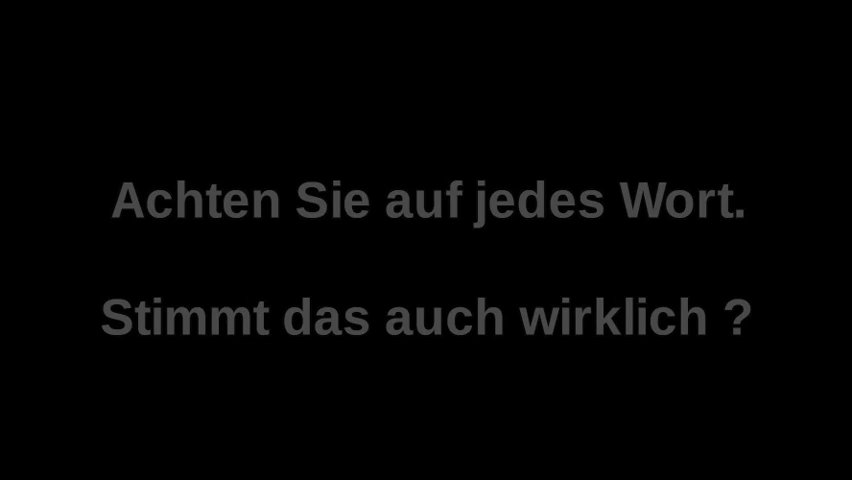 Achten Sie auf jedes Wort.
Stimmt das auch wirklich ?